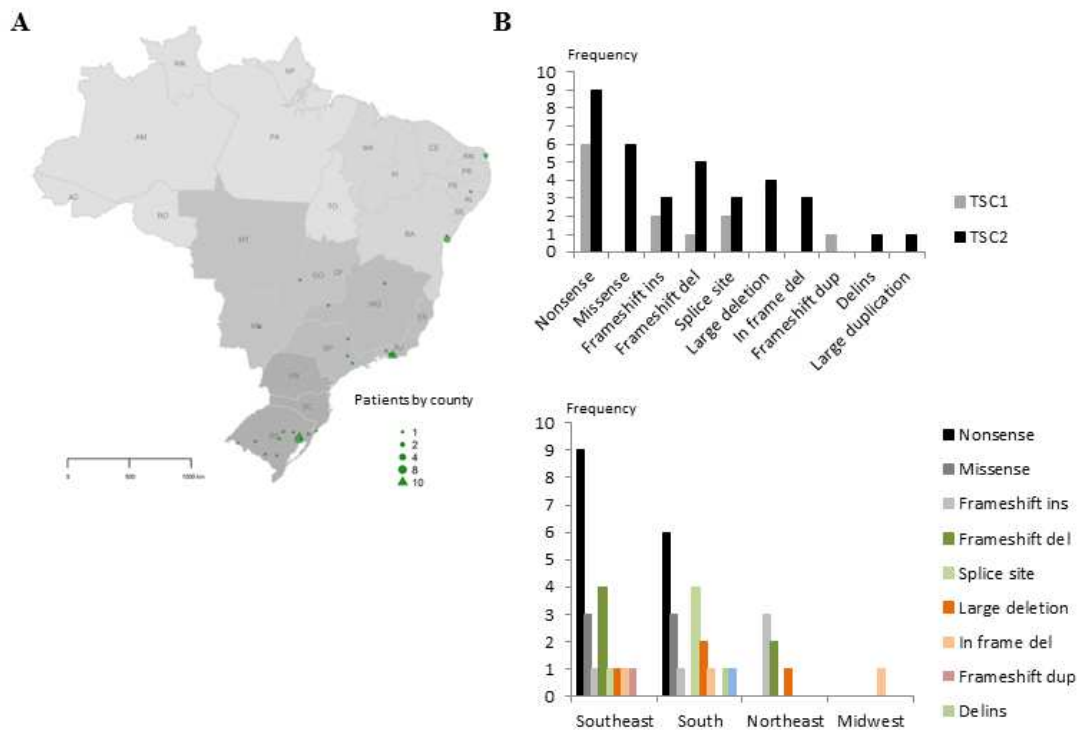 A
AM
PA
MA
CE
RN
PB
PI
PE
AL
SE
AC
TO
RO
BA
MT
GO
DF
MG
ES
MS
SP
RJ
PR
SC
RS
Patients by county
1
2
4
8
10
0
500
1000 km
B
Frequency
10
9
8
7
6
5
4
3
2
1
0
Nonsense
Missense
Frameshift ins
Frameshift del
Splice site
Large deletion
In frame del
Frameshift dup
Delins
Large duplication
TSC1
TSC2
Frequency
10
9
8
7
6
5
4
3
2
1
0
Southeast South Northeast Midwest
Nonsense
Missense
Frameshift ins
Frameshift del
Splice site
Large deletion
In frame del
Frameshift dup
Delins